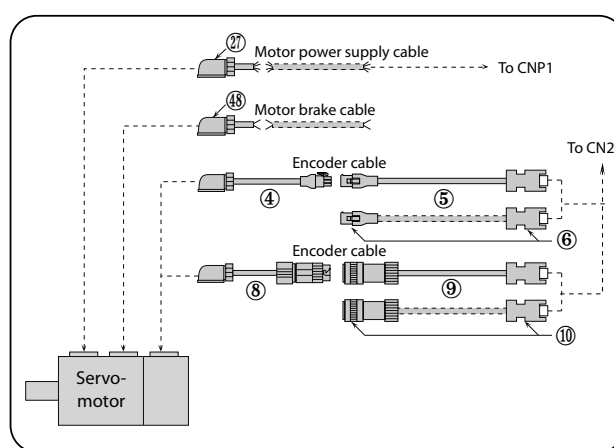 ㉗
Motor power supply cable
To CNP1
㊽
Motor brake cable
To CN2
Encoder cable
④
⑤
⑥
Encoder cable
⑧
⑨
⑩
Servo-
motor